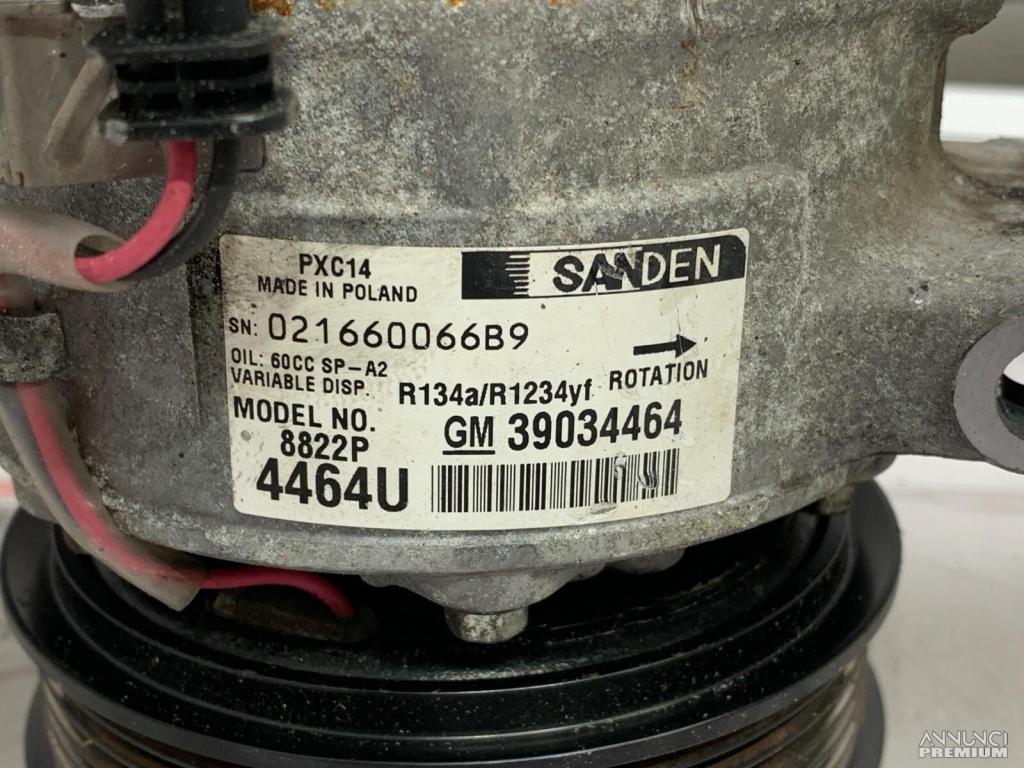 PXC14
MADE IN POLAND
SANDEN
SN: 021660066B9
OIL: 60CC SP-A2
VARIABLE DISP.
R134a/R1234yf
ROTATION
MODEL NO.
8822P
GM 39034464
4464U
ANNUNCI
PREMIUM